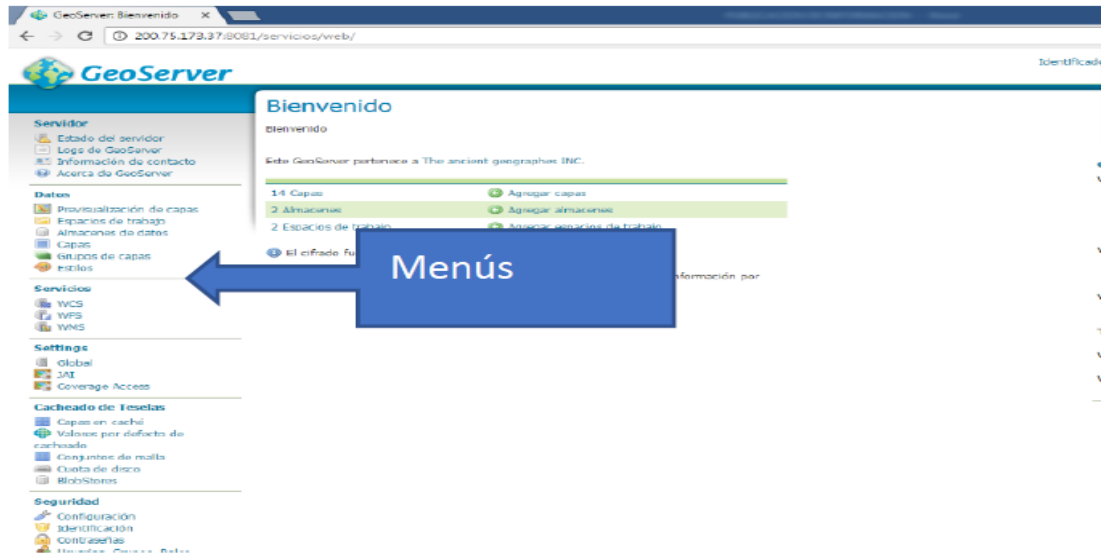 GeoServer: Bienvenido
200.75.173.37:8081/servicios/web/
GeoServer
Servidor
Estado del servidor
Logs de GeoServer
Información de contacto
Acerca de GeoServer
Datos
Previsualización de capas
Espacios de trabajo
Almacenes de datos
Capas
Grupos de capas
Estilos
Servicios
WCS
WFS
WMS
Settings
Global
JAI
Coverage Access
Cacheado de Teselas
Capas en caché
Valores por defecto de
cacheado
Conjuntos de malla
Cuota de disco
BlobStores
Seguridad
Configuración
Identificación
Contraseñas
Usuarios, Grupos, Roles
Bienvenido
Bienvenido
Este GeoServer pertenece a The ancient geographes INC.
14 Capas Agregar capas
2 Almacenes Agregar almacenes
2 Espacios de trabajo Agregar espacios de trabajo
El cifrado
información por
Menús